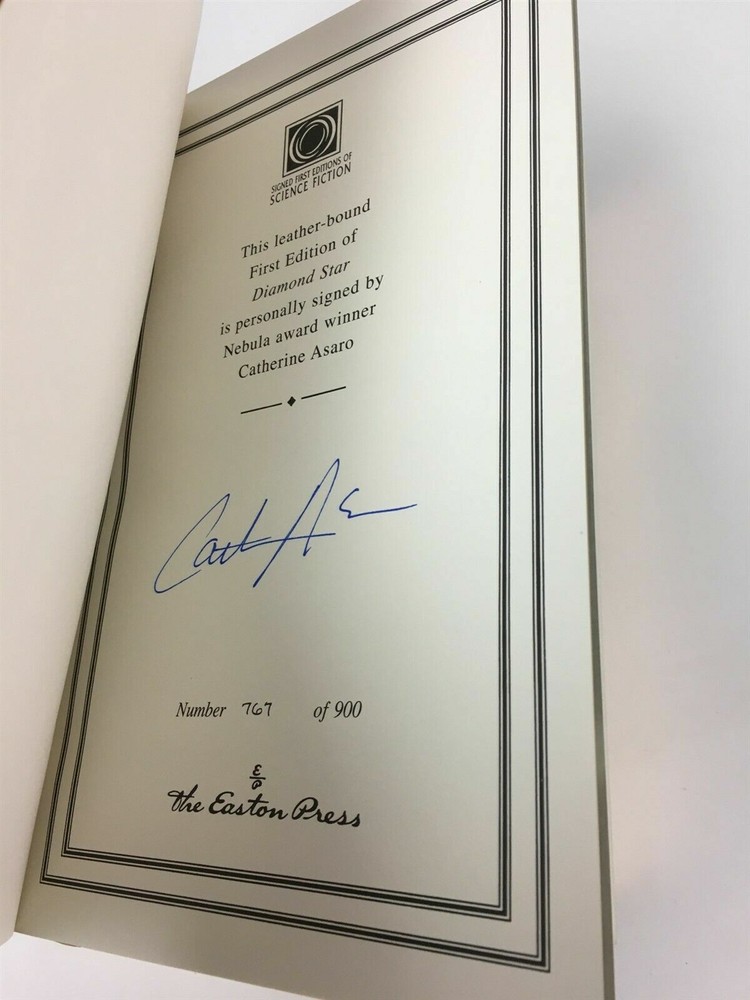 SIGNED FIRST EDITIONS OF
SCIENCE FICTION
This leather-bound
First Edition of
Diamond Star
is personally signed by
Nebula award winner
Catherine Asaro
Number 767 of 900
E
P
the Easton Press